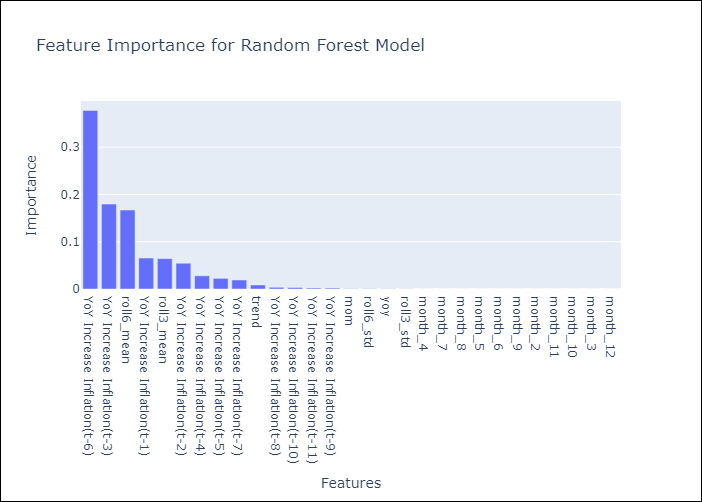 Feature Importance for Random Forest Model
Importance
0.3
0.2
0.1
0
YoY Increase Inflation(t-6)
YoY Increase Inflation(t-3)
roll6_mean
YoY Increase Inflation(t-1)
roll3_mean
YoY Increase Inflation(t-2)
YoY Increase Inflation(t-4)
YoY Increase Inflation(t-5)
YoY Increase Inflation(t-7)
trend
YoY Increase Inflation(t-8)
YoY Increase Inflation(t-10)
YoY Increase Inflation(t-11)
YoY Increase Inflation(t-9)
mom
roll6_std
yoy
roll3_std
month_4
month_7
month_8
month_5
month_6
month_9
month_2
month_11
month_10
month_3
month_12
Features